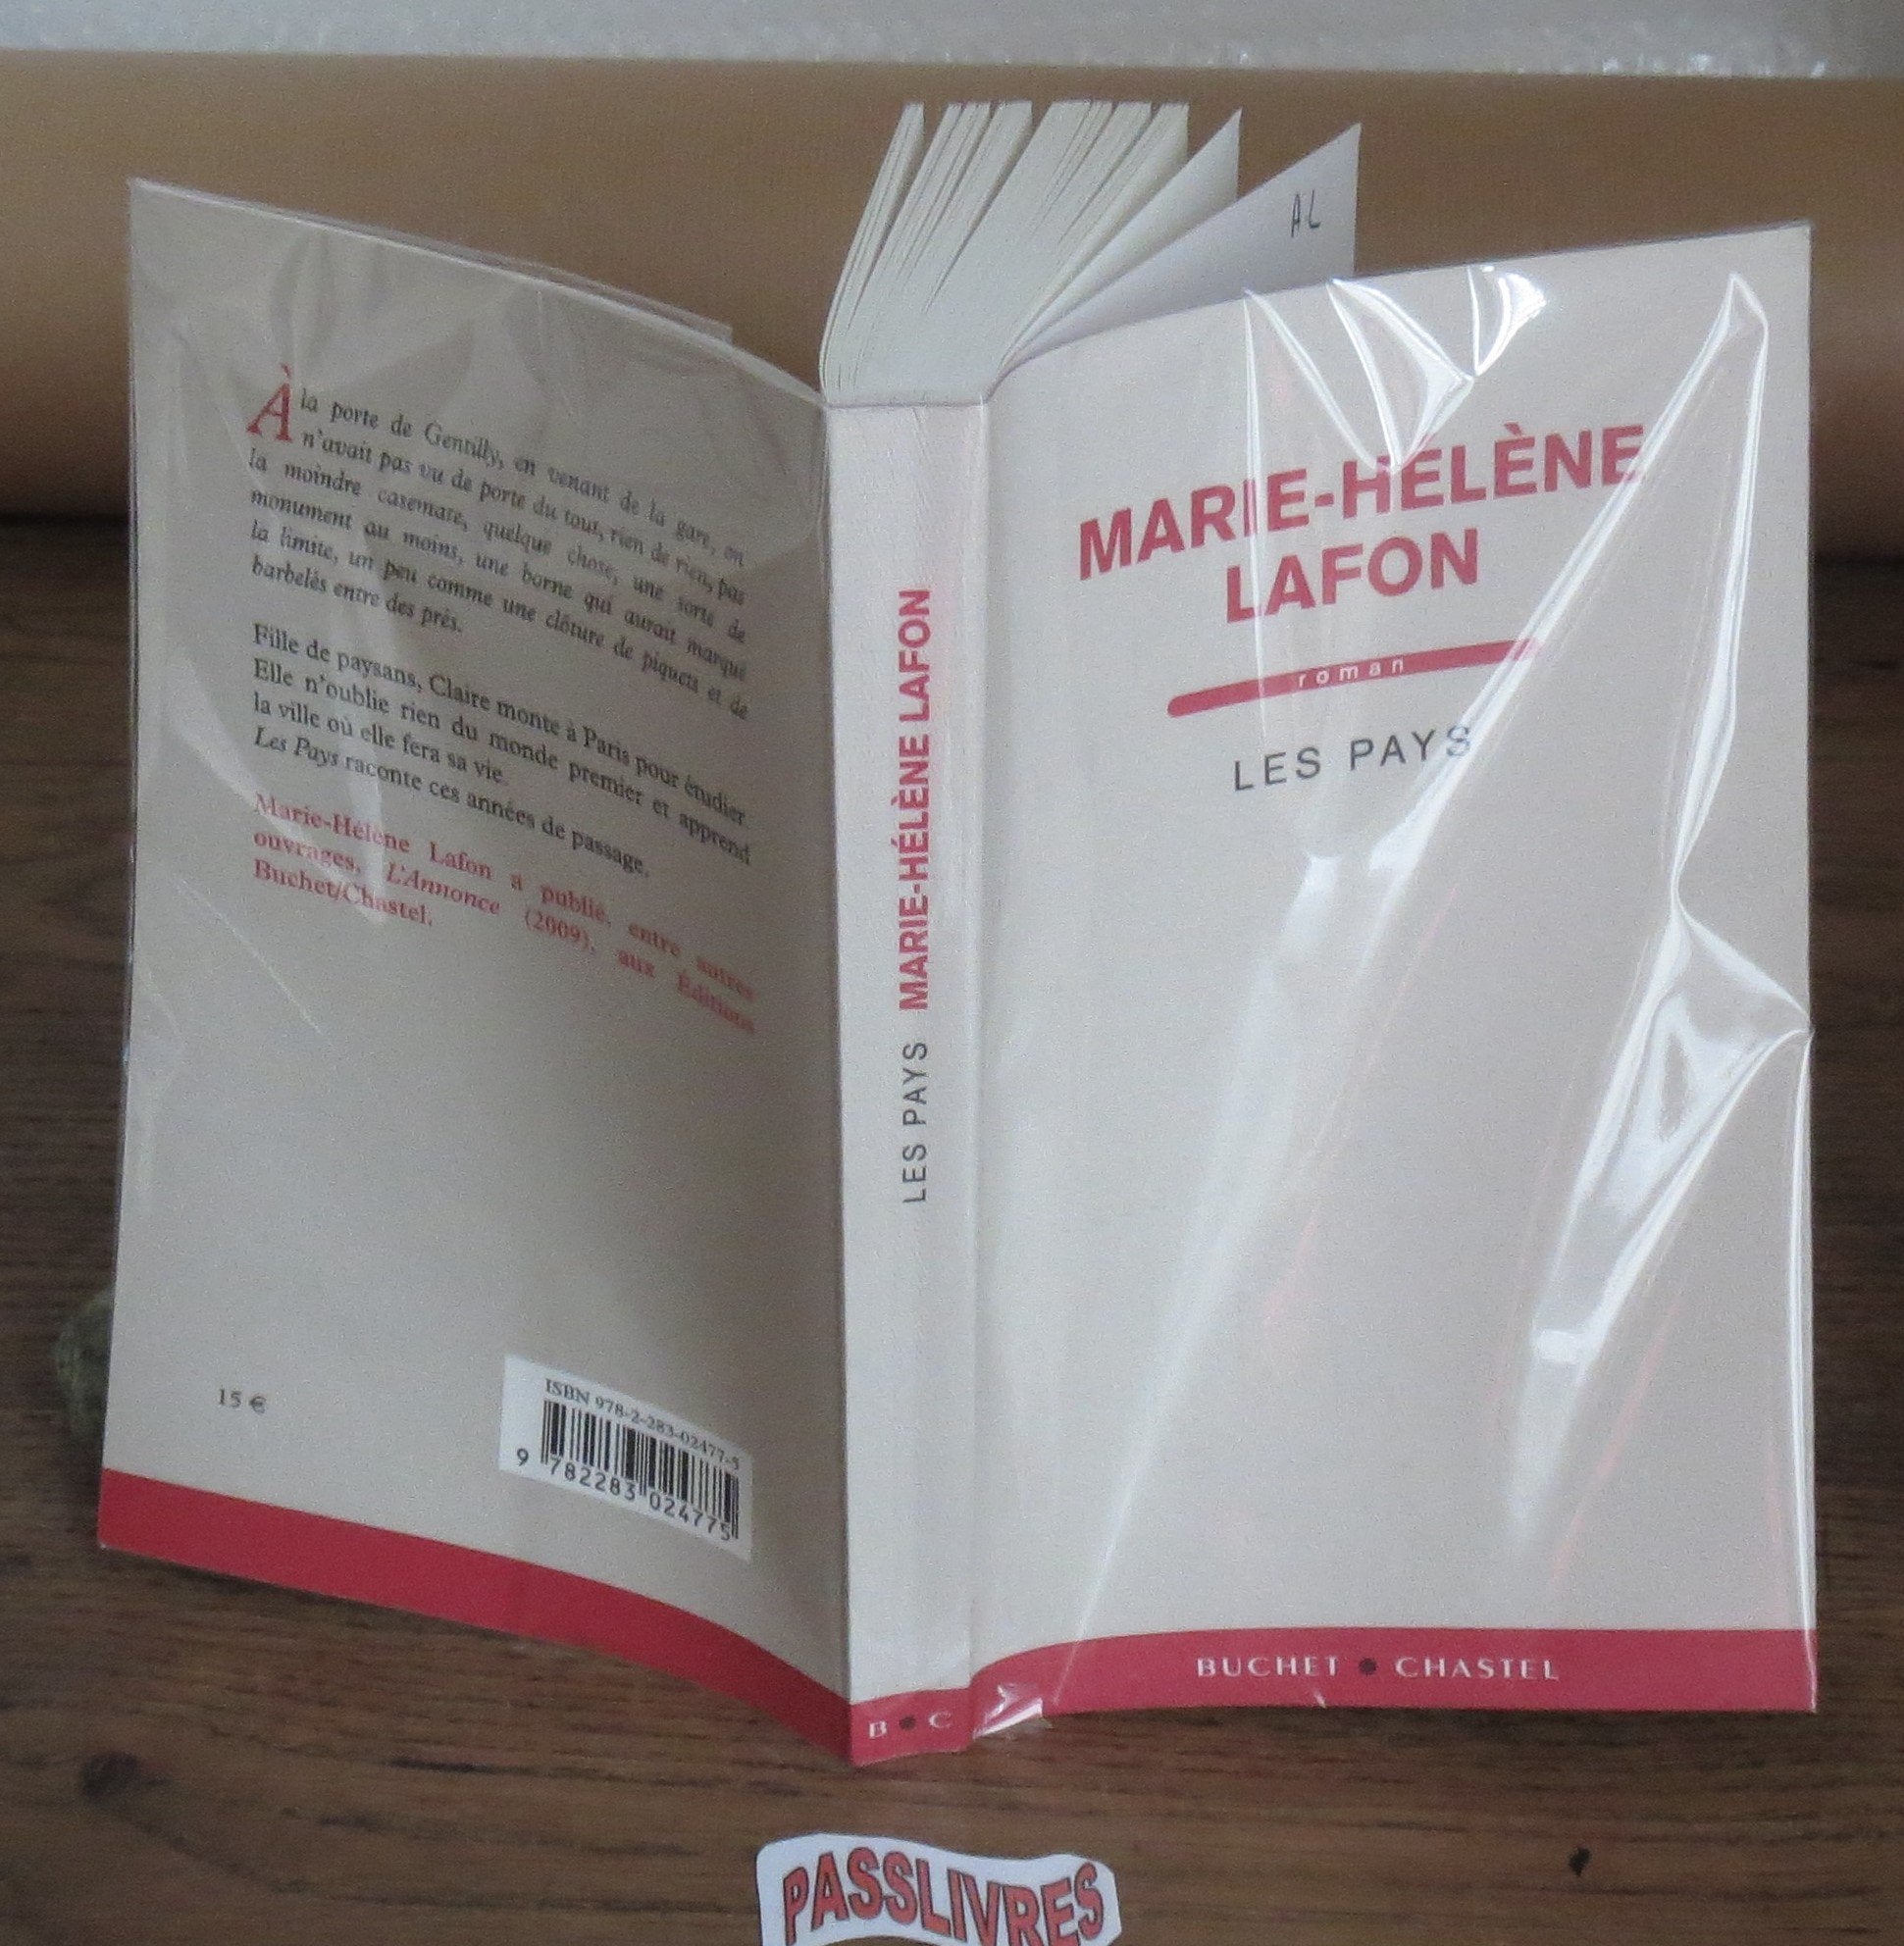 À la porte de Gentilly, en venant de la gare, on
n'avait pas vu de porte du tout, rien de rien, pas
la moindre casemate, quelque chose, une sorte de
monument au moins, une borne qui aurait marqué
la limite, un peu comme une clôture de piquets et de
barbelés entre des prés.
Fille de paysans, Claire monte à Paris pour étudier.
Elle n'oublie rien du monde premier et apprend
la ville où elle fera sa vie.
Les Pays raconte ces années de passage.
Marie-Hélène Lafon a publié, entre autres
ouvrages, L'Annonce (2009), aux Éditions
Buchet/Chastel.
15 €
ISBN 978-2-283-02477-5
9 782283 024775
LES PAYS MARIE-HÉLÈNE LAFON
B • C
AL
MARIE-HÉLÈNE
LAFON
roman
LES PAYS
BUCHET • CHASTEL
PASSLIVRES